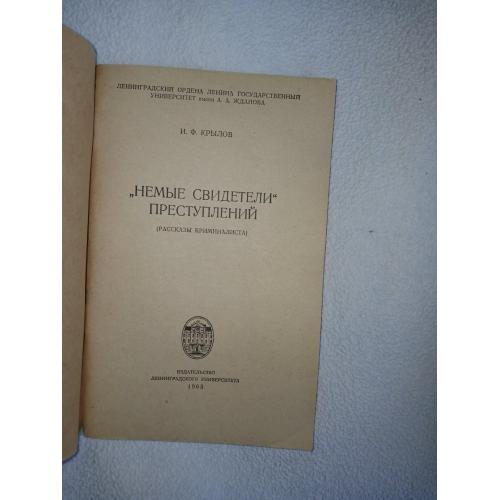 ЛЕНИНГРАДСКИЙ ОРДЕНА ЛЕНИНА ГОСУДАРСТВЕННЫЙ
УНИВЕРСИТЕТ ИМЕНИ А. А. ЖДАНОВА
И. Ф. КРЫЛОВ
„НЕМЫЕ СВИДЕТЕЛИ“
ПРЕСТУПЛЕНИЙ
(РАССКАЗЫ КРИМИНАЛИСТА)
ИЗДАТЕЛЬСТВО
ЛЕНИНГРАДСКОГО УНИВЕРСИТЕТА